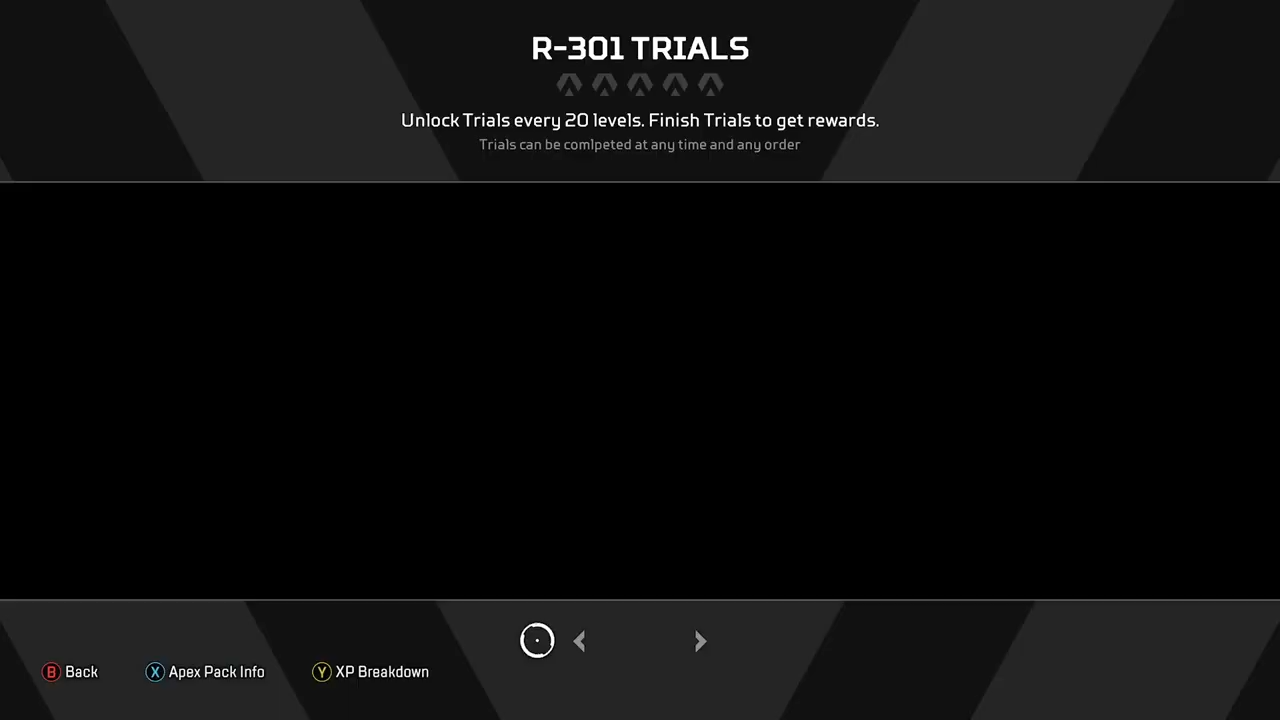 R-301 TRIALS
Unlock Trials every 20 levels. Finish Trials to get rewards.
Trials can be comlpeted at any time and any order
B Back X Apex Pack Info Y XP Breakdown